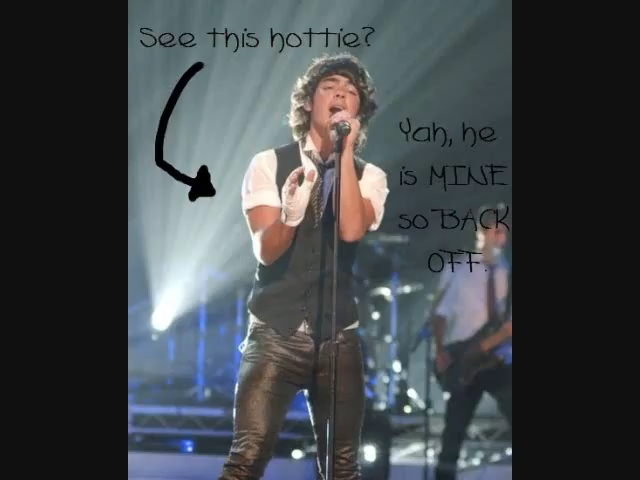 See this hottie?
Yah, he
is MINE
so BACK
OFF.